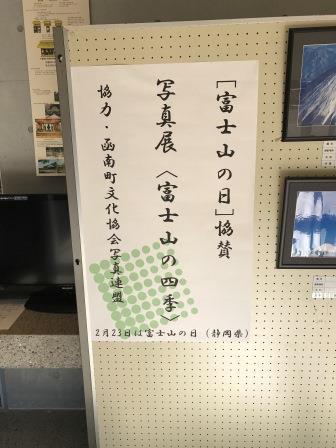 ［富士山の日］協賛
写真展〈富士山の四季〉
協力・函南町文化協会写真連盟
2月23日は富士山の日（静岡県）